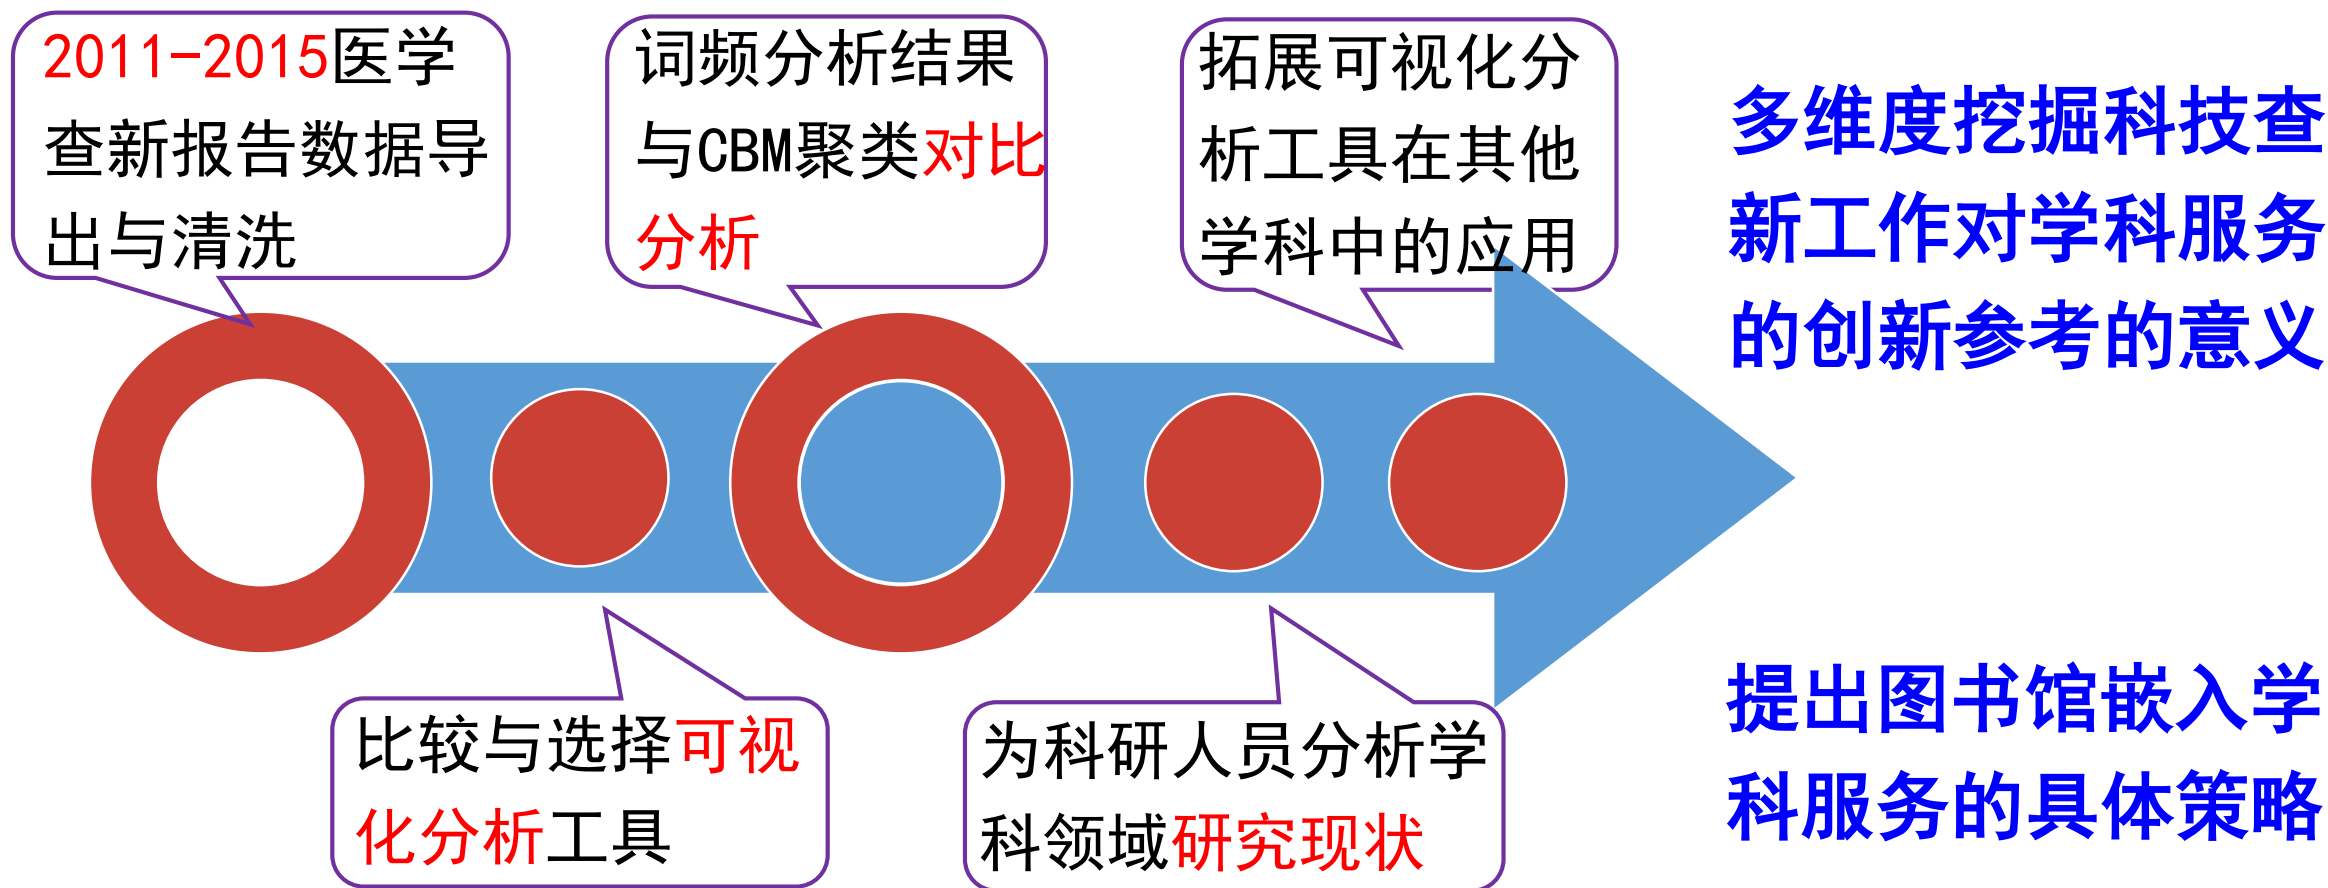 2011-2015医学
查新报告数据导
出与清洗
词频分析结果
与CBM聚类对比
分析
拓展可视化分
析工具在其他
学科中的应用
多维度挖掘科技查
新工作对学科服务
的创新参考的意义
比较与选择可视
化分析工具
为科研人员分析学
科领域研究现状
提出图书馆嵌入学
科服务的具体策略